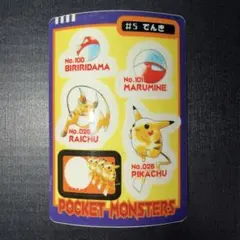 #5 でんき
No.100
BIRIRIDAMA
No.101
MARUMINE
No.026
RAICHU
No.025
PIKACHU
POCKET MONSTERS